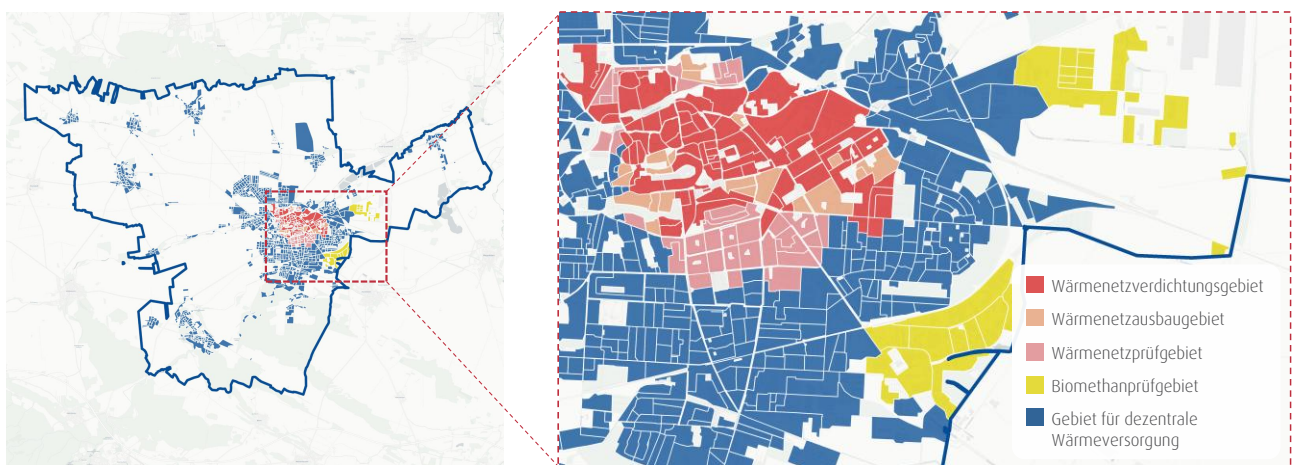 Wärmenetzverdichtungsgebiet
Wärmenetzausbaugebiet
Wärmenetzprüfgebiet
Biomethanprüfgebiet
Gebiet für dezentrale
Wärmeversorgung